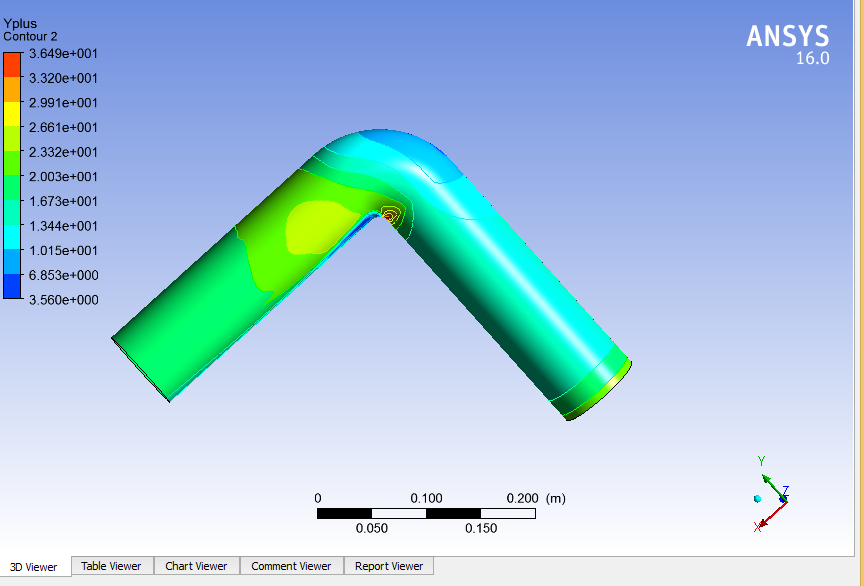 Yplus
Contour 2
3.649e+001
3.320e+001
2.991e+001
2.661e+001
2.332e+001
2.003e+001
1.673e+001
1.344e+001
1.015e+001
6.853e+000
3.560e+000
ANSYS
16.0
0 0.100 0.200 (m)
0.050 0.150
Y
Z
X
3D Viewer Table Viewer Chart Viewer Comment Viewer Report Viewer